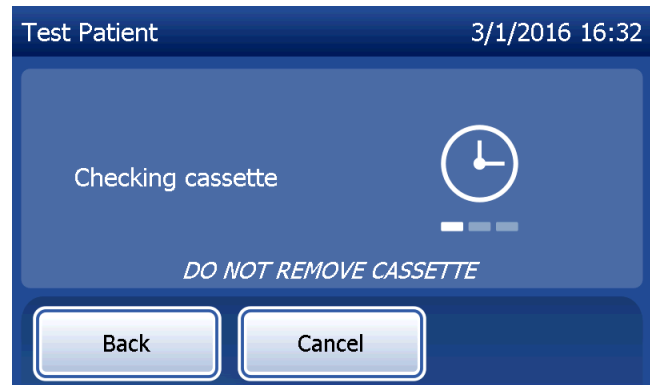 Test Patient 3/1/2016 16:32
Checking cassette
DO NOT REMOVE CASSETTE
Back Cancel